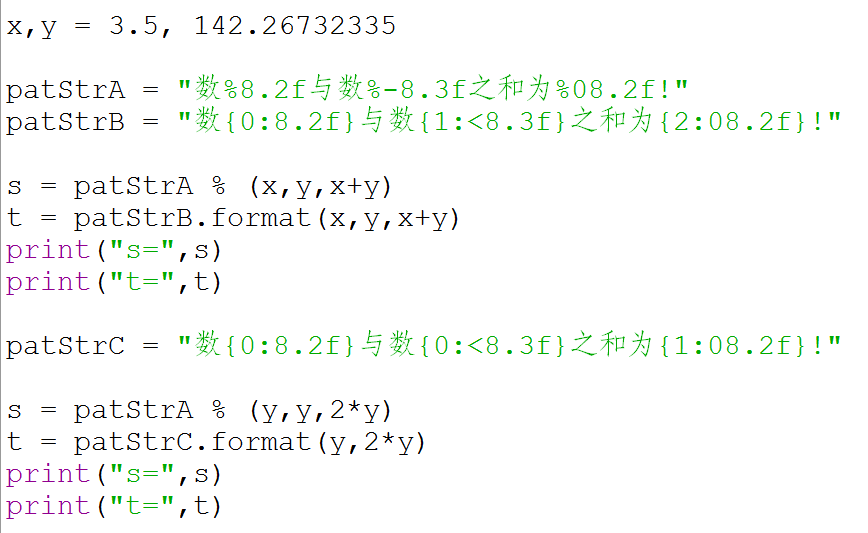 x,y = 3.5, 142.26732335
patStrA = "数%8.2f与数%-8.3f之和为%08.2f!"
patStrB = "数{0:8.2f}与数{1:<8.3f}之和为{2:08.2f}!"
s = patStrA % (x,y,x+y)
t = patStrB.format(x,y,x+y)
print("s=",s)
print("t=",t)
patStrC = "数{0:8.2f}与数{0:<8.3f}之和为{1:08.2f}!"
s = patStrA % (y,y,2*y)
t = patStrC.format(y,2*y)
print("s=",s)
print("t=",t)